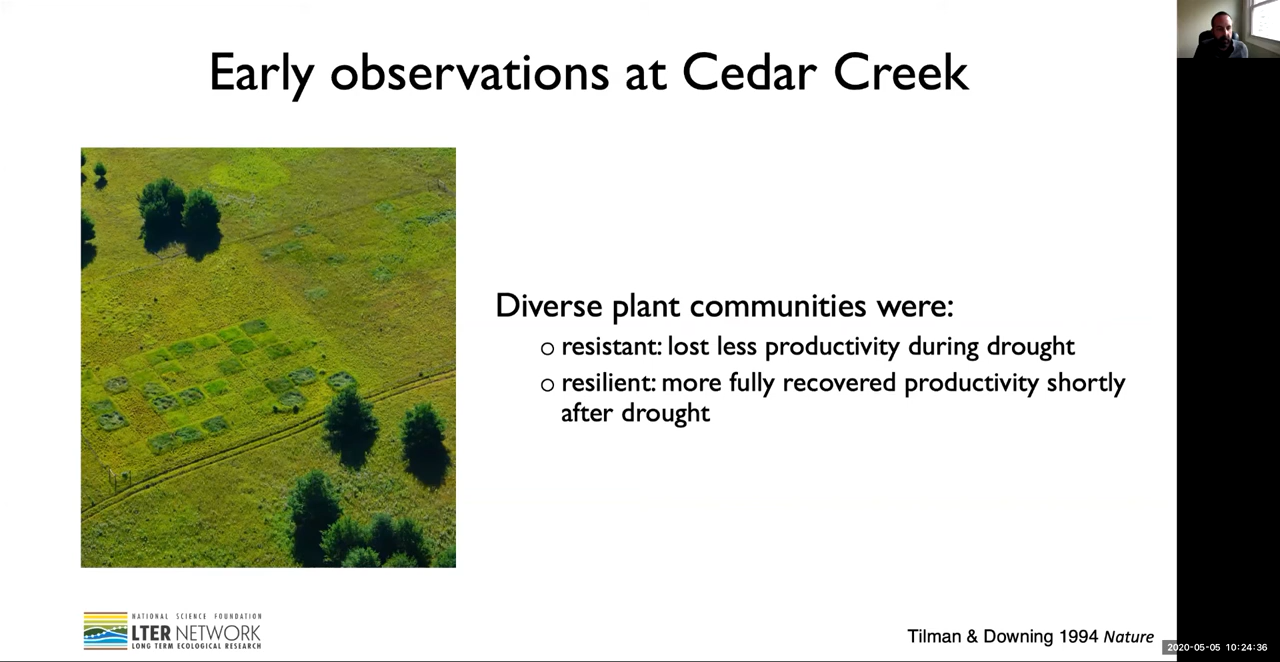 Early observations at Cedar Creek
Diverse plant communities were:
o resistant: lost less productivity during drought
o resilient: more fully recovered productivity shortly
after drought
NATIONAL SCIENCE FOUNDATION
LTER NETWORK
LONG TERM ECOLOGICAL RESEARCH
Tilman & Downing 1994 Nature
2020-05-05 10:24:36